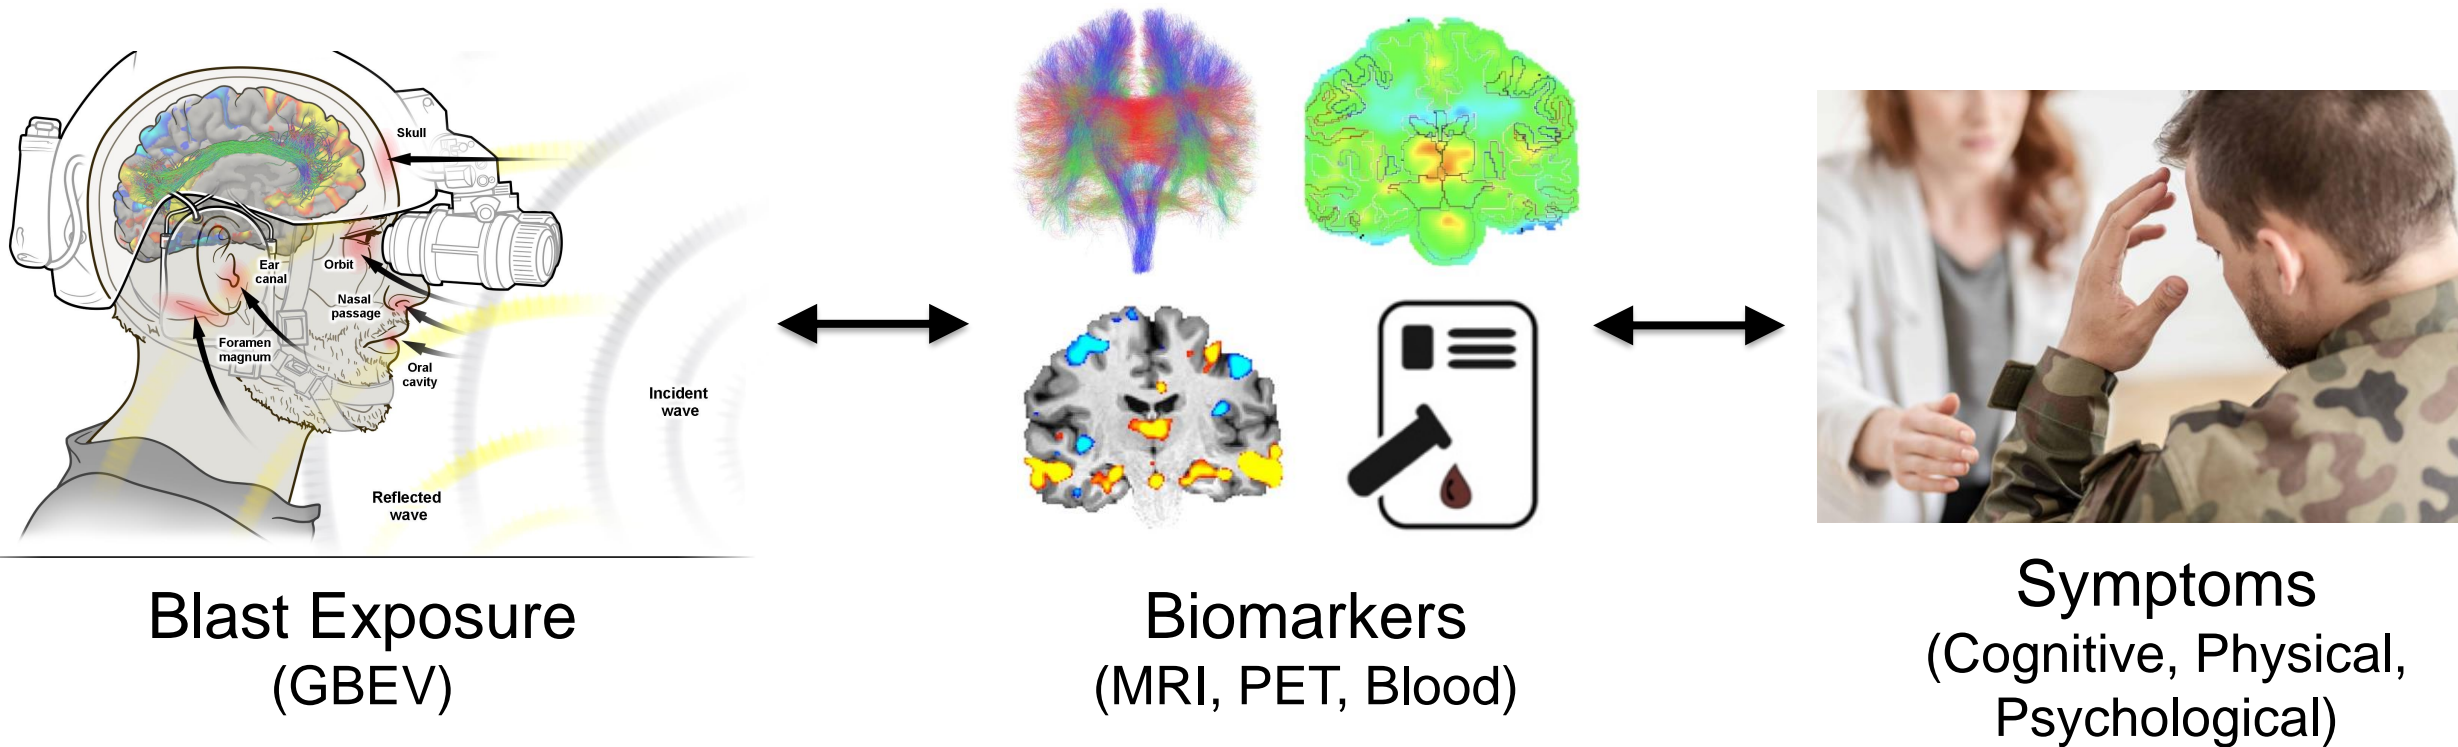 Skull
Ear
canal
Orbit
Nasal
passage
Foramen
magnum
Oral
cavity
Incident
wave
Reflected
wave
Blast Exposure
(GBEV)
Biomarkers
(MRI, PET, Blood)
Symptoms
(Cognitive, Physical,
Psychological)